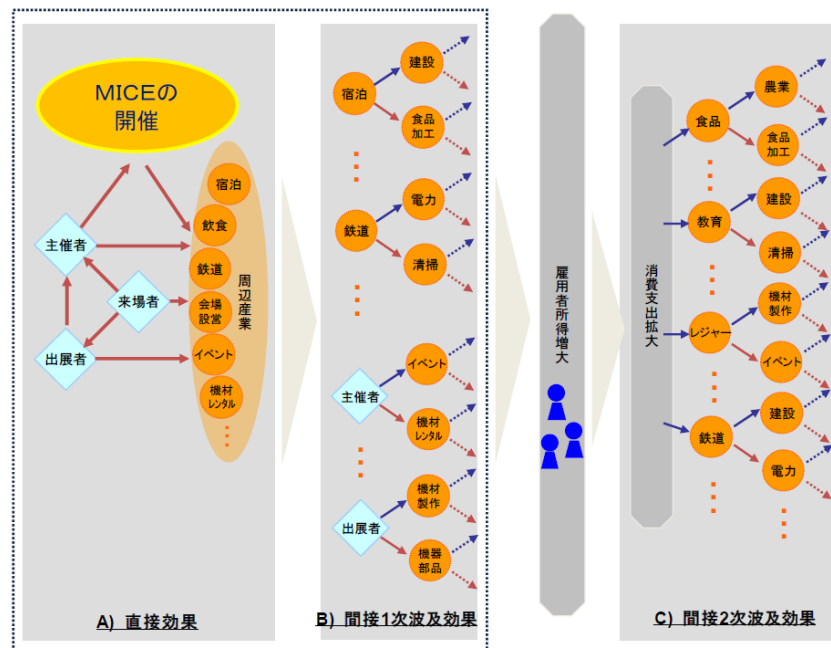 MICEの
開催
主催者
来場者
出展者
宿泊
飲食
鉄道
会場
設営
イベント
機材
レンタル
周辺産業
A) 直接効果
宿泊
建設
食品
加工
鉄道
電力
清掃
主催者
イベント
機材
レンタル
出展者
機材
製作
機器
部品
B) 間接1次波及効果
雇用者所得増大
消費支出拡大
食品
農業
食品
加工
教育
建設
清掃
レジャー
機材
製作
イベント
鉄道
建設
電力
C) 間接2次波及効果